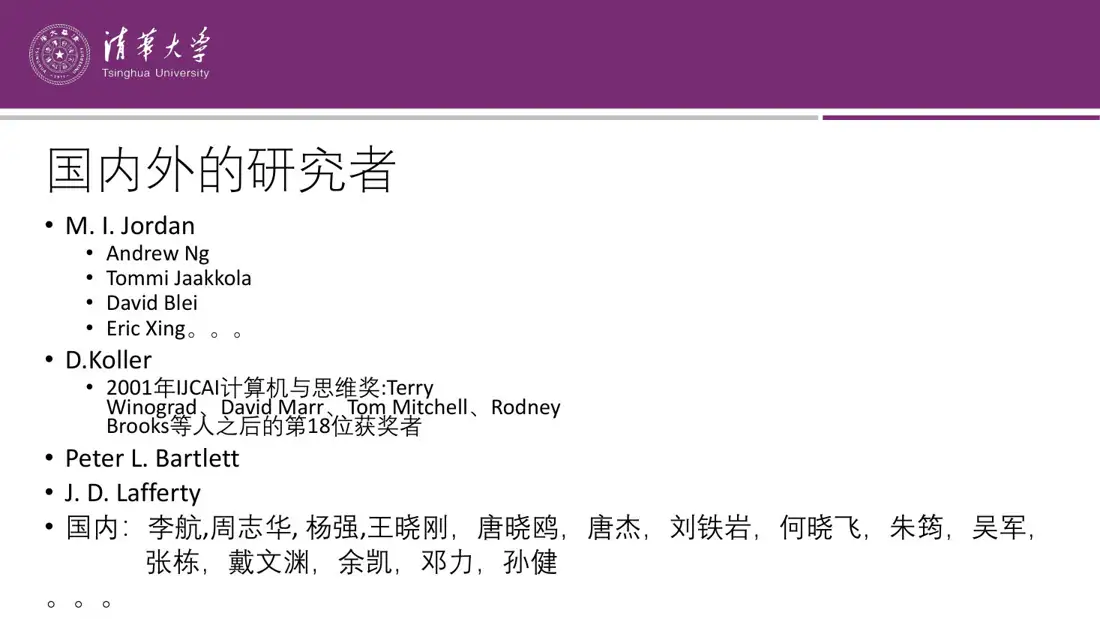 清华大学
Tsinghua University
国内外的研究者
• M. I. Jordan
• Andrew Ng
• Tommi Jaakkola
• David Blei
• Eric Xing。。。
• D.Koller
• 2001年IJCAI计算机与思维奖:Terry
Winograd、David Marr、Tom Mitchell、Rodney
Brooks等人之后的第18位获奖者
• Peter L. Bartlett
• J. D. Lafferty
• 国内：李航,周志华, 杨强,王晓刚，唐晓鸥，唐杰，刘铁岩，何晓飞，朱筠，吴军，
张栋，戴文渊，余凯，邓力，孙健
。。。